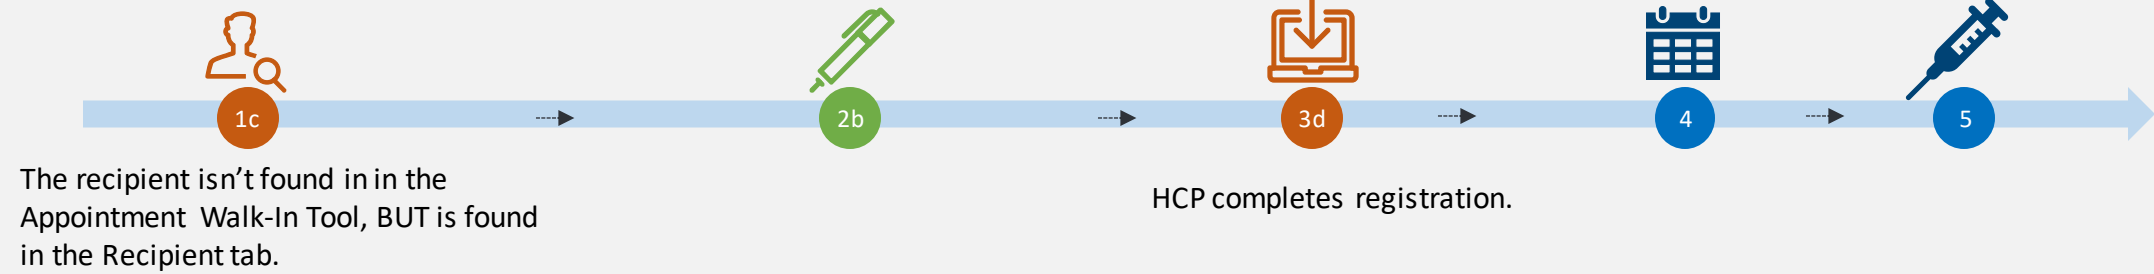 1c
2b
3d
4
5
The recipient isn't found in in the
Appointment Walk-In Tool, BUT is found
in the Recipient tab.
HCP completes registration.